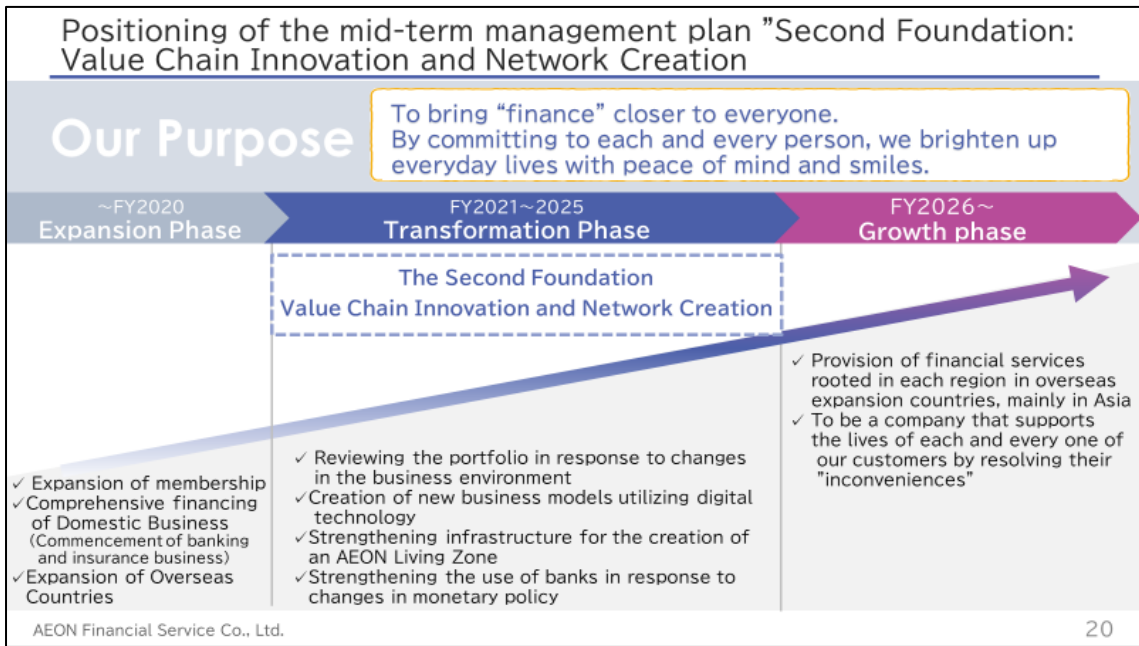 Positioning of the mid-term management plan "Second Foundation:
Value Chain Innovation and Network Creation
Our Purpose
To bring “finance” closer to everyone.
By committing to each and every person, we brighten up
everyday lives with peace of mind and smiles.
~FY2020
Expansion Phase
FY2021~2025
Transformation Phase
FY2026~
Growth phase
The Second Foundation
Value Chain Innovation and Network Creation
✓ Expansion of membership
✓Comprehensive financing
of Domestic Business
(Commencement of banking
and insurance business)
✓Expansion of Overseas
Countries
✓ Reviewing the portfolio in response to changes
in the business environment
✓Creation of new business models utilizing digital
technology
✓Strengthening infrastructure for the creation of
an AEON Living Zone
✓Strengthening the use of banks in response to
changes in monetary policy
✓ Provision of financial services
rooted in each region in overseas
expansion countries, mainly in Asia
✓ To be a company that supports
the lives of each and every one of
our customers by resolving their
"inconveniences"
AEON Financial Service Co., Ltd.
20